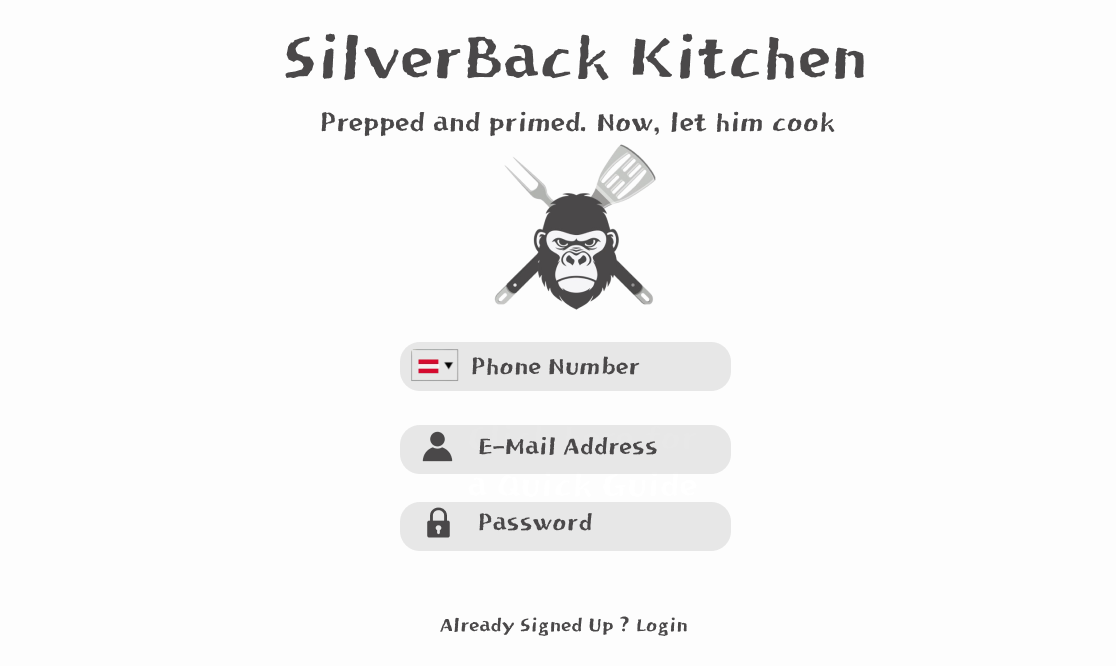 SilverBack Kitchen
Prepped and primed. Now, let him cook
Phone Number
E-Mail Address
Password
Already Signed Up ? Login